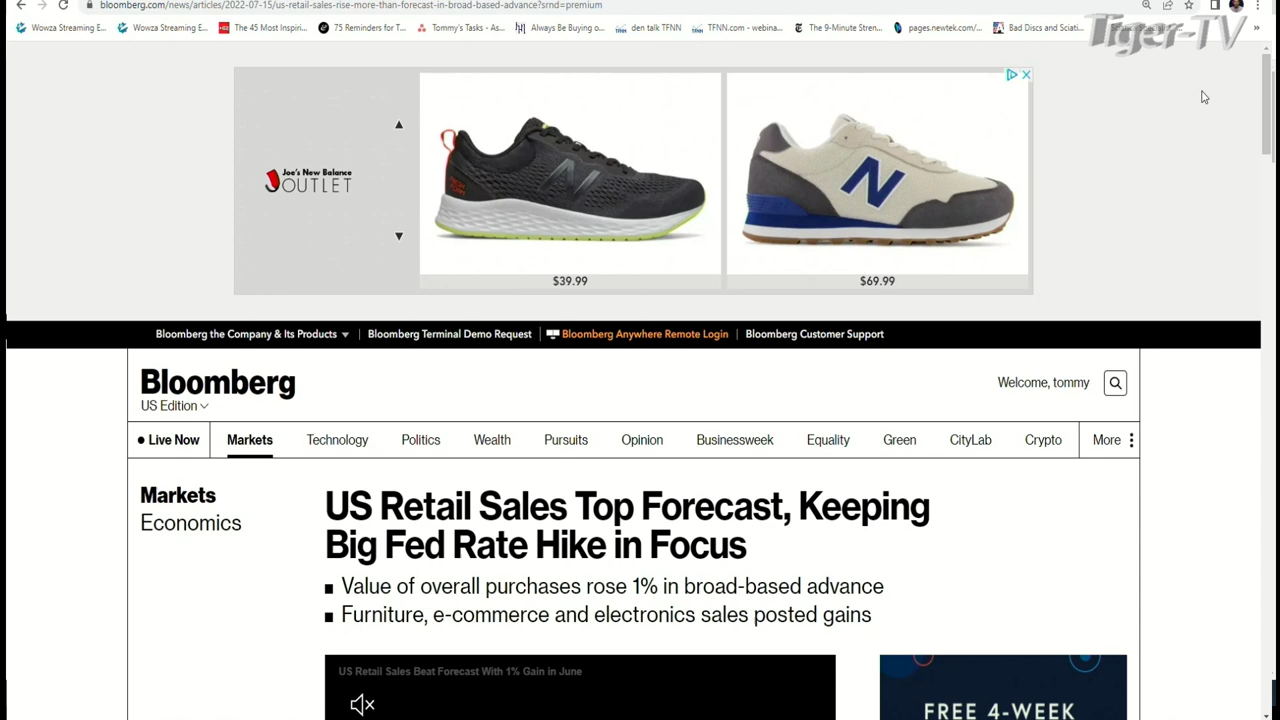 bloomberg.com/news/articles/2022-07-15/us-retail-sales-rise-more-than-forecast-in-broad-based-advance?srnd=premium
Wowza Streaming E... Wowza Streaming E... The 45 Most Inspiri... 75 Reminders for T... Tommy's Tasks - As... Always Be Buying o... den talk TFNN TFNN.com - webina... The 9-Minute Stren... pages.newtek.com/... Bad Discs and Sciati... »
Tiger-TV
Joe's New Balance
OUTLET
N
$39.99
$69.99
Bloomberg the Company & Its Products Bloomberg Terminal Demo Request Bloomberg Anywhere Remote Login Bloomberg Customer Support
Bloomberg
US Edition
Welcome, tommy
Live Now Markets Technology Politics Wealth Pursuits Opinion Businessweek Equality Green CityLab Crypto More
Markets
Economics
US Retail Sales Top Forecast, Keeping
Big Fed Rate Hike in Focus
Value of overall purchases rose 1% in broad-based advance
Furniture, e-commerce and electronics sales posted gains
US Retail Sales Beat Forecast With 1% Gain in June
FREE 4-WEEK